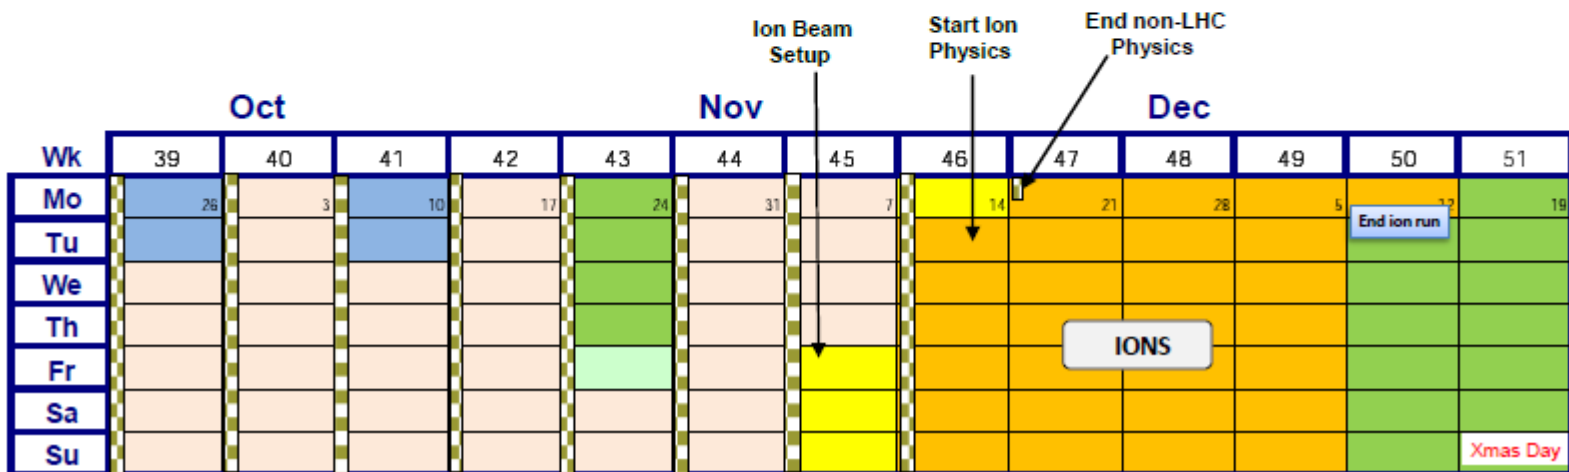 Ion Beam
Setup
Start Ion
Physics
End non-LHC
Physics
Oct Nov Dec
Wk 39 40 41 42 43 44 45 46 47 48 49 50 51
Mo 26 3 10 17 24 31 7 14 21 28 5 12 19
End ion run
Tu
We
Th
IONS
Fr
Sa
Su Xmas Day